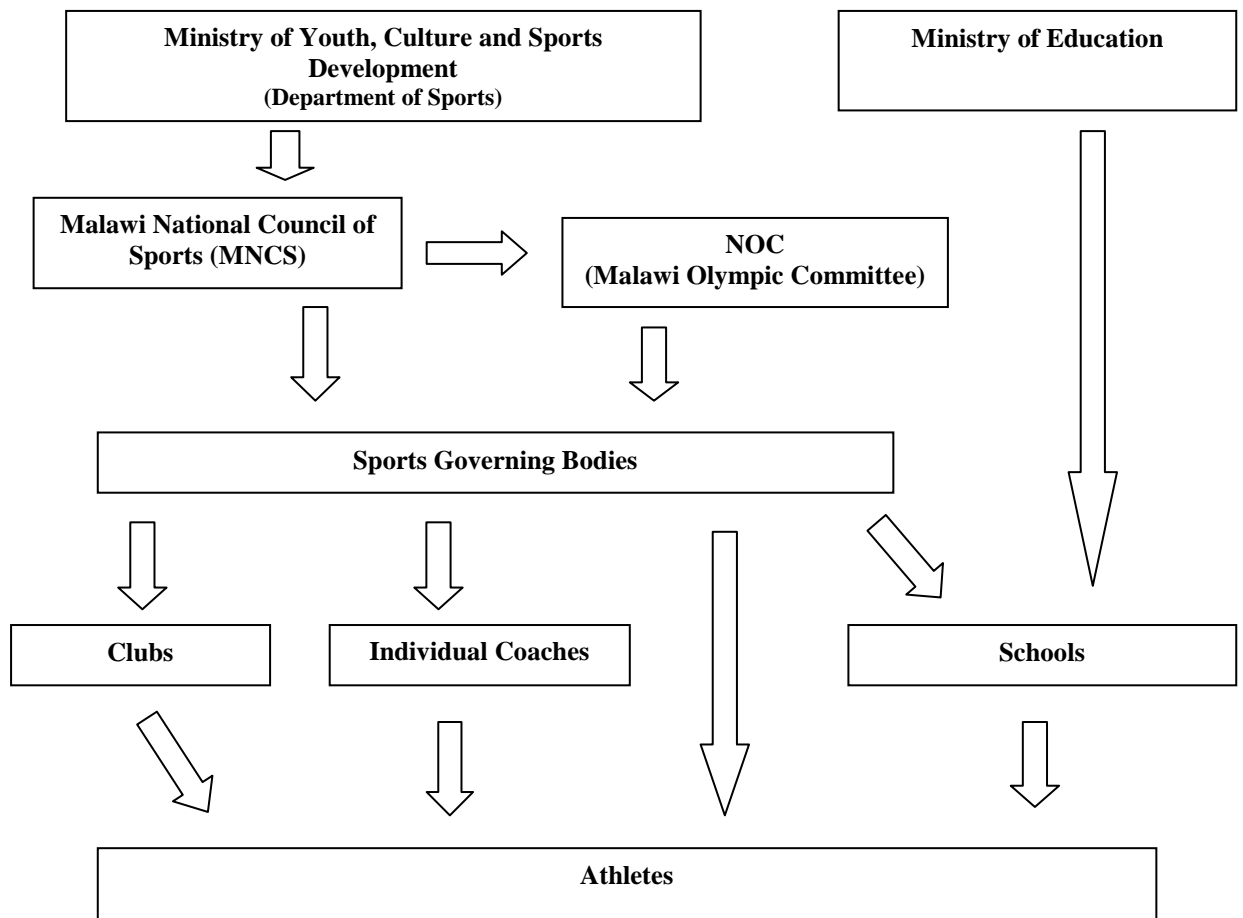 Ministry of Youth, Culture and Sports
Development
(Department of Sports)
Ministry of Education
Malawi National Council of
Sports (MNCS)
NOC
(Malawi Olympic Committee)
Sports Governing Bodies
Clubs
Individual Coaches
Schools
Athletes